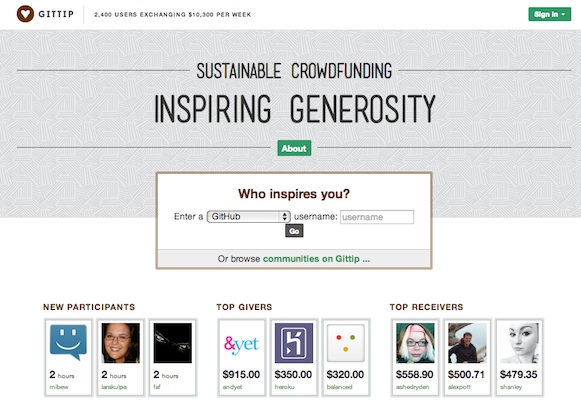 GITTIP
2,400 USERS EXCHANGING $10,300 PER WEEK
Sign In
SUSTAINABLE CROWDFUNDING
INSPIRING GENEROSITY
About
Who inspires you?
Enter a GitHub username: username
Go
Or browse communities on Gittip ...
NEW PARTICIPANTS
2 hours
mibew
2 hours
larakulpa
2 hours
faf
TOP GIVERS
&yet
$915.00
andyet
$350.00
heroku
$320.00
balanced
TOP RECEIVERS
$558.90
ashedryden
$500.71
alexpott
$479.35
shanley